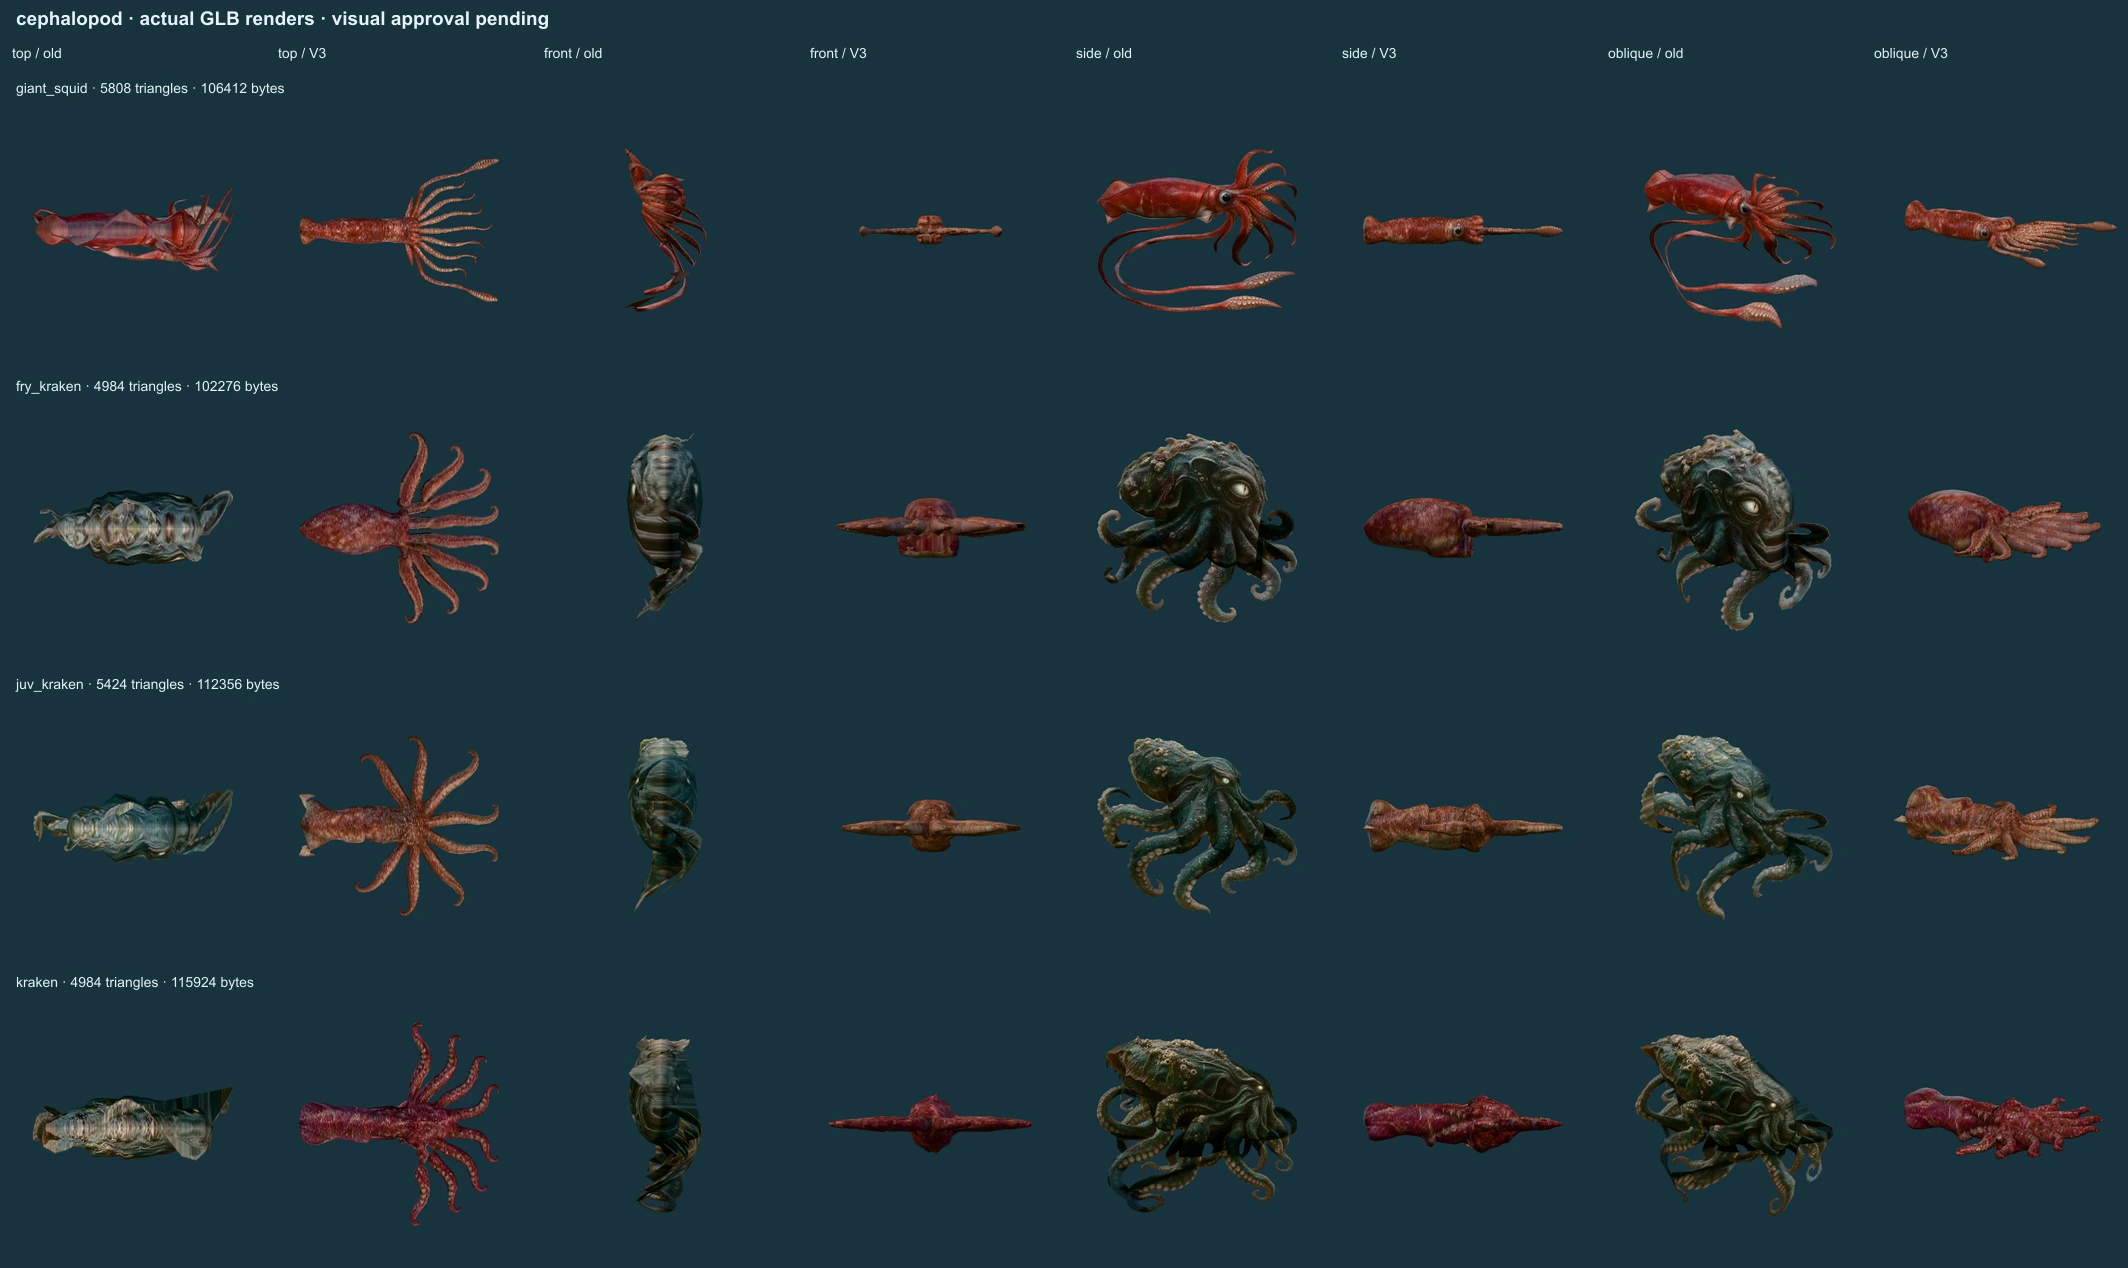 cephalopod · actual GLB renders · visual approval pending
top / old top / V3 front / old front / V3 side / old side / V3 oblique / old oblique / V3
giant_squid · 5808 triangles · 106412 bytes
fry_kraken · 4984 triangles · 102276 bytes
juv_kraken · 5424 triangles · 112356 bytes
kraken · 4984 triangles · 115924 bytes